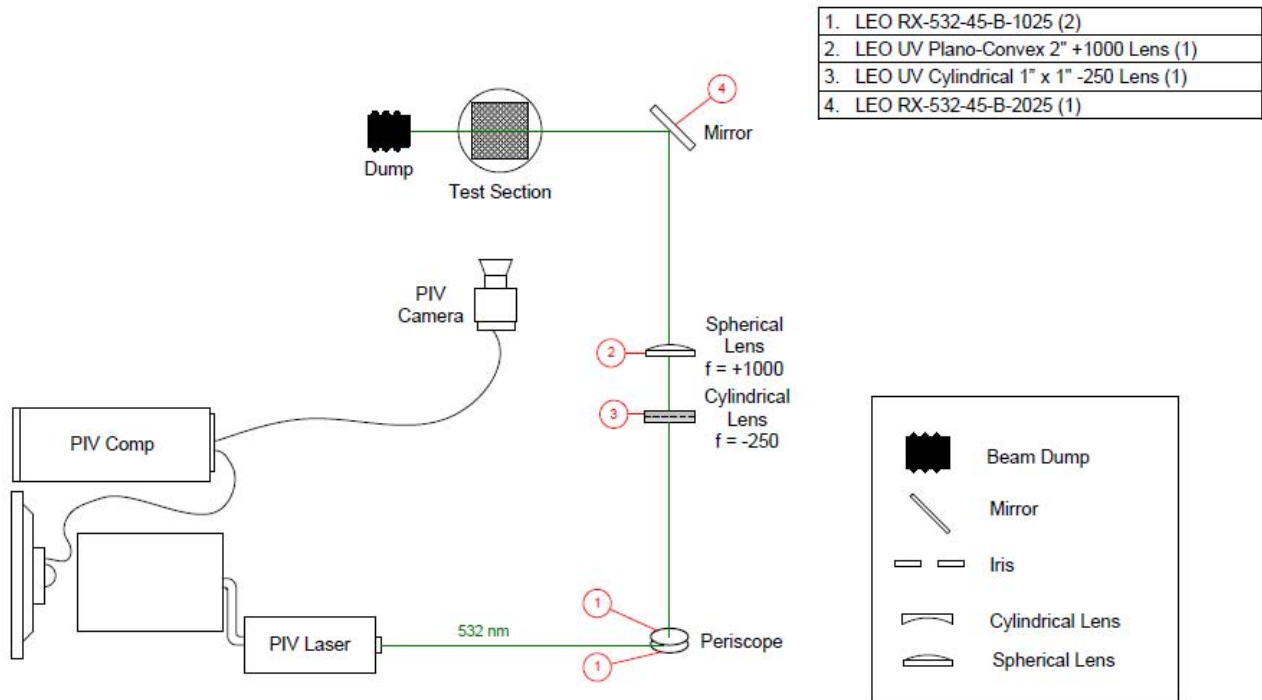 1. LEO RX-532-45-B-1025 (2)
2. LEO UV Plano-Convex 2" +1000 Lens (1)
3. LEO UV Cylindrical 1" x 1" -250 Lens (1)
4. LEO RX-532-45-B-2025 (1)
4
Mirror
Dump
Test Section
PIV
Camera
2
Spherical
Lens
f = +1000
3
Cylindrical
Lens
f = -250
PIV Comp
Beam Dump
Mirror
Iris
Cylindrical Lens
Spherical Lens
1
532 nm
Periscope
PIV Laser
1